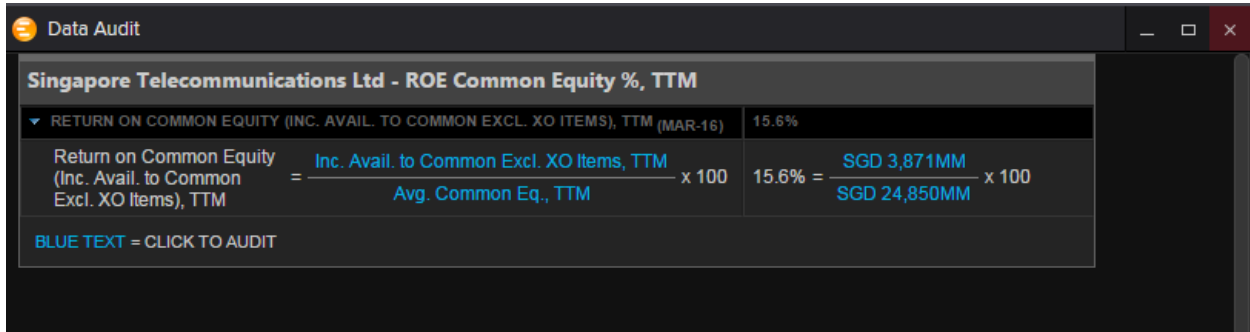 Data Audit
Singapore Telecommunications Ltd - ROE Common Equity %, TTM
RETURN ON COMMON EQUITY (INC. AVAIL. TO COMMON EXCL. XO ITEMS), TTM (MAR-16) 15.6%
Return on Common Equity
(Inc. Avail. to Common
Excl. XO Items), TTM
=
Inc. Avail. to Common Excl. XO Items, TTM
Avg. Common Eq., TTM
x 100
15.6% =
SGD 3,871MM
SGD 24,850MM
x 100
BLUE TEXT = CLICK TO AUDIT